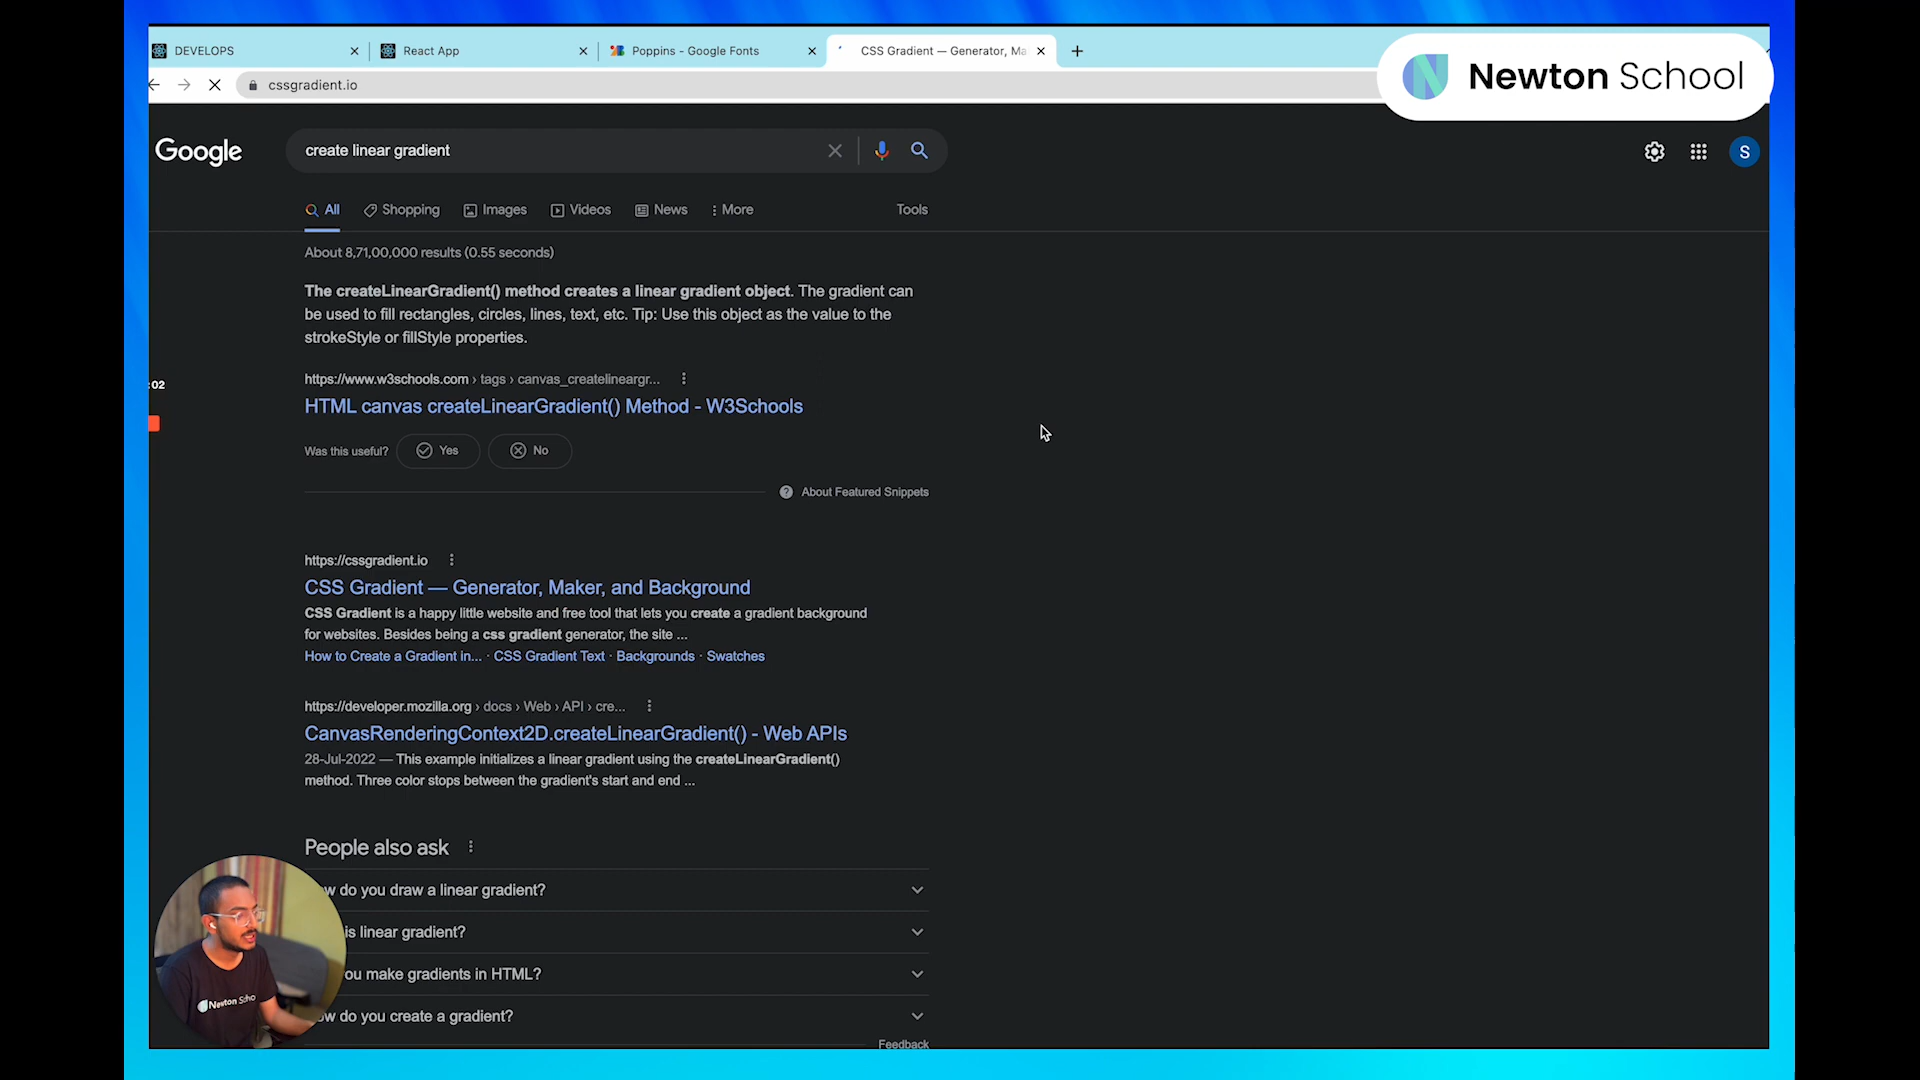 DEVELOPS
React App
Poppins - Google Fonts
CSS Gradient — Generator, Ma
cssgradient.io
Newton School
Google
create linear gradient
S
All
Shopping
Images
Videos
News
More
Tools
About 8,71,00,000 results (0.55 seconds)
The createLinearGradient() method creates a linear gradient object. The gradient can
be used to fill rectangles, circles, lines, text, etc. Tip: Use this object as the value to the
strokeStyle or fillStyle properties.
https://www.w3schools.com › tags › canvas_createlineargr...
HTML canvas createLinearGradient() Method - W3Schools
:02
Was this useful?
Yes
No
About Featured Snippets
https://cssgradient.io
CSS Gradient — Generator, Maker, and Background
CSS Gradient is a happy little website and free tool that lets you create a gradient background
for websites. Besides being a css gradient generator, the site ...
How to Create a Gradient in... · CSS Gradient Text · Backgrounds · Swatches
https://developer.mozilla.org › docs › Web › API › cre...
CanvasRenderingContext2D.createLinearGradient() - Web APIs
28-Jul-2022 — This example initializes a linear gradient using the createLinearGradient()
method. Three color stops between the gradient's start and end ...
People also ask
w do you draw a linear gradient?
is linear gradient?
ou make gradients in HTML?
ow do you create a gradient?
Newton Scho
Feedback